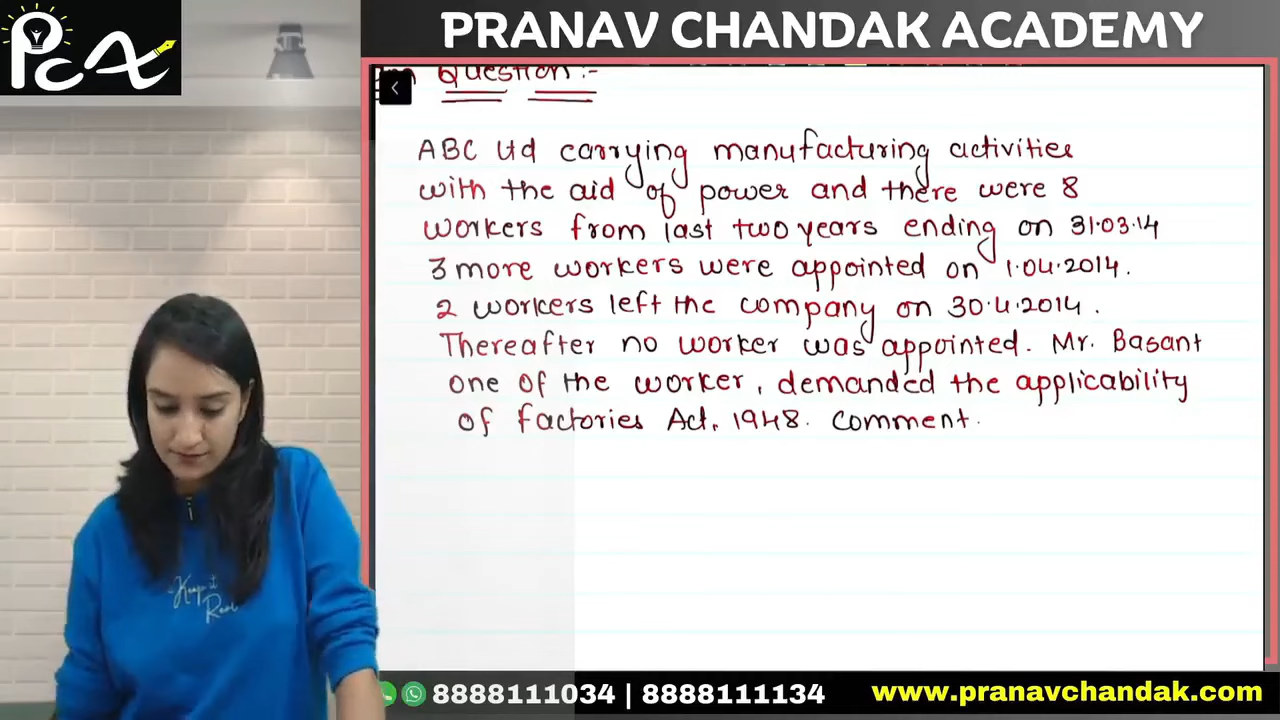 PCA
PRANAV CHANDAK ACADEMY
Question :-
ABC Ltd carrying manufacturing activities
with the aid of power and there were 8
workers from last two years ending on 31.03.14
3 more workers were appointed on 1.04.2014.
2 workers left the company on 30.4.2014.
Thereafter no worker was appointed. Mr. Basant
one of the worker, demanded the applicability
of factories Act, 1948. Comment.
Keep it
Real
8888111034 | 8888111134
www.pranavchandak.com